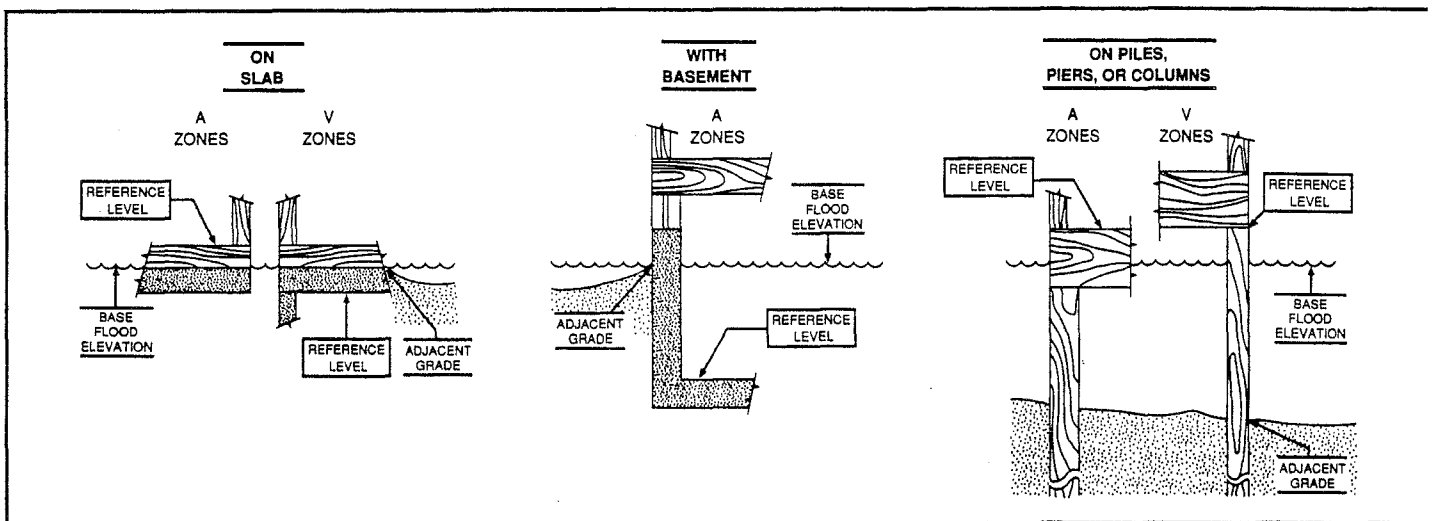 ON
SLAB
A
ZONES
V
ZONES
REFERENCE
LEVEL
BASE
FLOOD
ELEVATION
REFERENCE
LEVEL
ADJACENT
GRADE
WITH
BASEMENT
A
ZONES
BASE
FLOOD
ELEVATION
ADJACENT
GRADE
REFERENCE
LEVEL
ON PILES,
PIERS, OR COLUMNS
A
ZONES
V
ZONES
REFERENCE
LEVEL
REFERENCE
LEVEL
BASE
FLOOD
ELEVATION
ADJACENT
GRADE